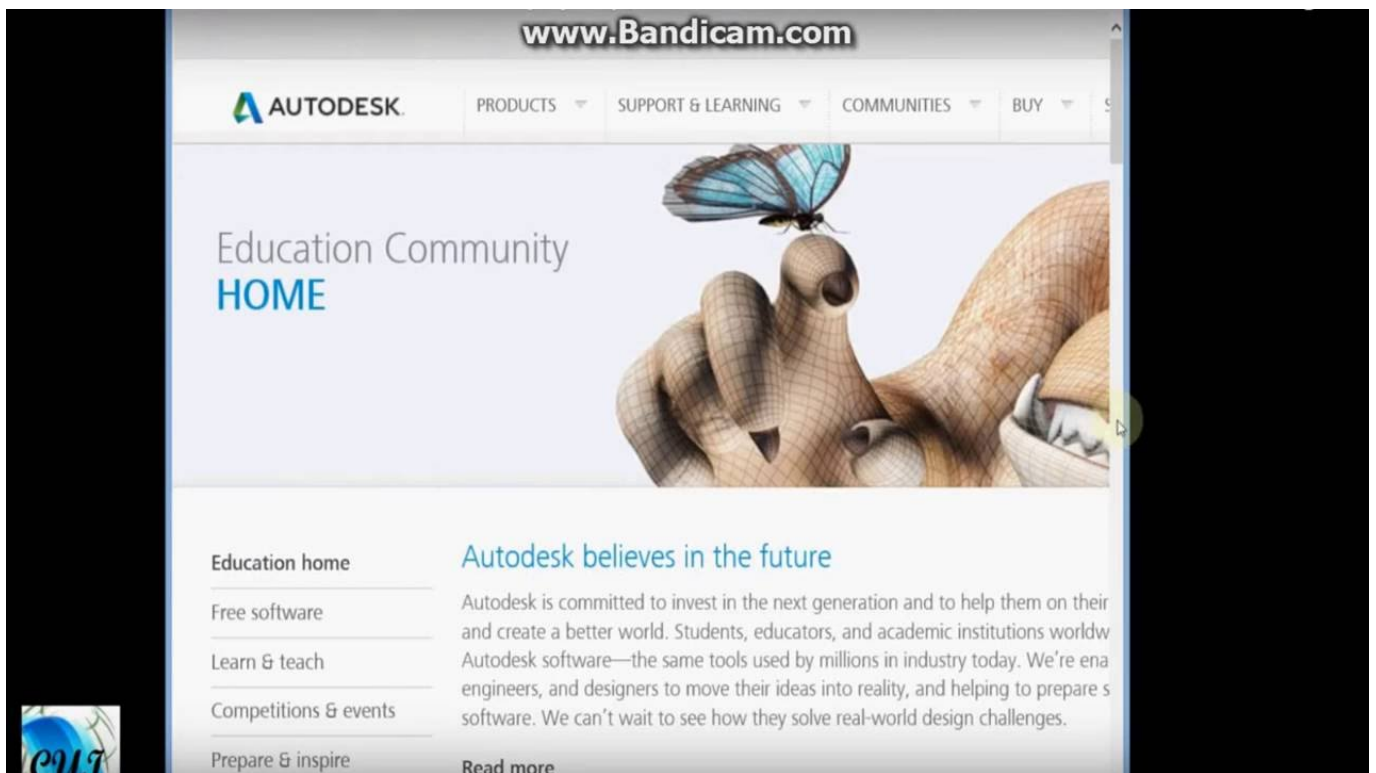 www.Bandicam.com
AUTODESK.
PRODUCTS
SUPPORT & LEARNING
COMMUNITIES
BUY
S
Education Community
HOME
Education home
Free software
Learn & teach
Competitions & events
Prepare & inspire
Autodesk believes in the future
Autodesk is committed to invest in the next generation and to help them on their
and create a better world. Students, educators, and academic institutions worldw
Autodesk software—the same tools used by millions in industry today. We're ena
engineers, and designers to move their ideas into reality, and helping to prepare s
software. We can't wait to see how they solve real-world design challenges.
Read more